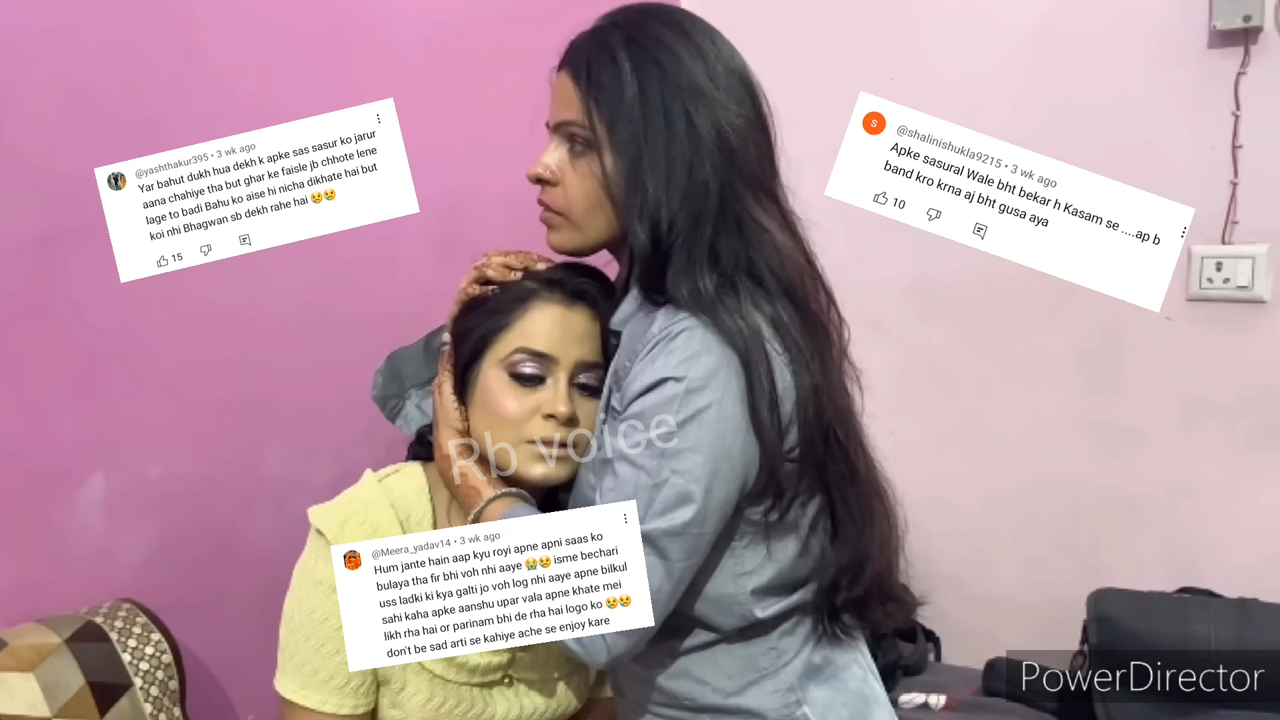 @yashthakur395 • 3 wk ago
Yar bahut dukh hua dekh k apke sas sasur ko jarur
aana chahiye tha but ghar ke faisle jb chhote lene
lage to badi Bahu ko aise hi nicha dikhate hai but
koi nhi Bhagwan sb dekh rahe hai 😢😢
15
S
@shalinishukla9215 • 3 wk ago
Apke sasural Wale bht bekar h Kasam se ....ap b
band kro krna aj bht gusa aya
10
Rb voice
@Meera_yadav14 • 3 wk ago
Hum jante hain aap kyu royi apne apni saas ko
bulaya tha fir bhi voh nhi aaye 😭😢 isme bechari
uss ladki ki kya galti jo voh log nhi aaye apne bilkul
sahi kaha apke aanshu upar vala apne khate mei
likh rha hai or parinam bhi de rha hai logo ko 😢😢
don't be sad arti se kahiye ache se enjoy kare
PowerDirector